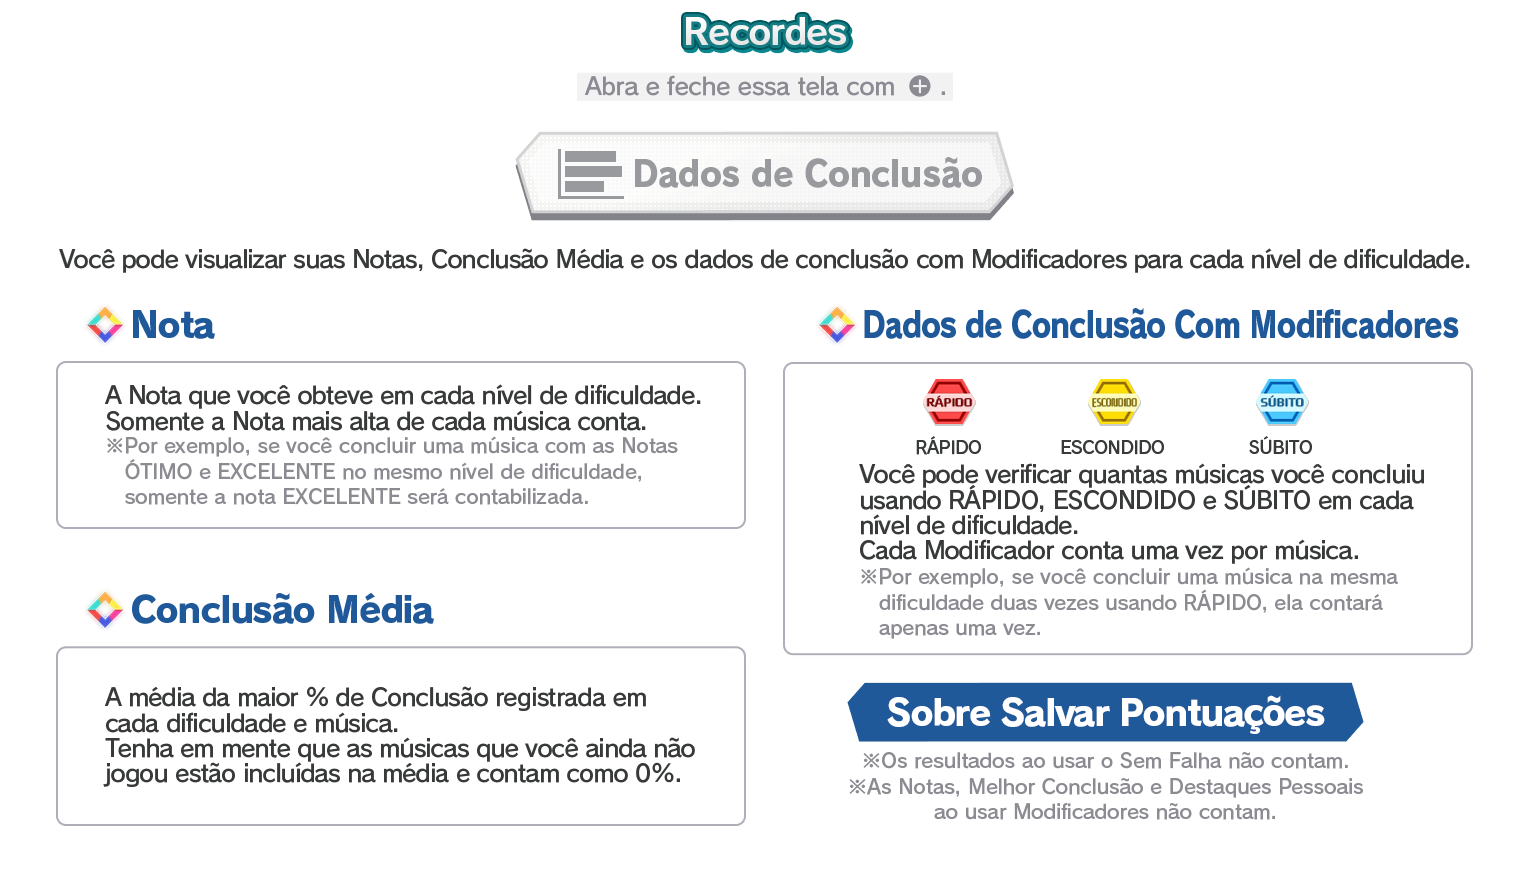 Recordes
Abra e feche essa tela com ⊕ .
Dados de Conclusão
Você pode visualizar suas Notas, Conclusão Média e os dados de conclusão com Modificadores para cada nível de dificuldade.
Nota
A Nota que você obteve em cada nível de dificuldade.
Somente a Nota mais alta de cada música conta.
※Por exemplo, se você concluir uma música com as Notas
ÓTIMO e EXCELENTE no mesmo nível de dificuldade,
somente a nota EXCELENTE será contabilizada.
Conclusão Média
A média da maior % de Conclusão registrada em
cada dificuldade e música.
Tenha em mente que as músicas que você ainda não
jogou estão incluídas na média e contam como 0%.
Dados de Conclusão Com Modificadores
RÁPIDO ESCONDIDO SÚBITO
RÁPIDO ESCONDIDO SÚBITO
Você pode verificar quantas músicas você concluiu
usando RÁPIDO, ESCONDIDO e SÚBITO em cada
nível de dificuldade.
Cada Modificador conta uma vez por música.
※Por exemplo, se você concluir uma música na mesma
dificuldade duas vezes usando RÁPIDO, ela contará
apenas uma vez.
Sobre Salvar Pontuações
※Os resultados ao usar o Sem Falha não contam.
※As Notas, Melhor Conclusão e Destaques Pessoais
ao usar Modificadores não contam.